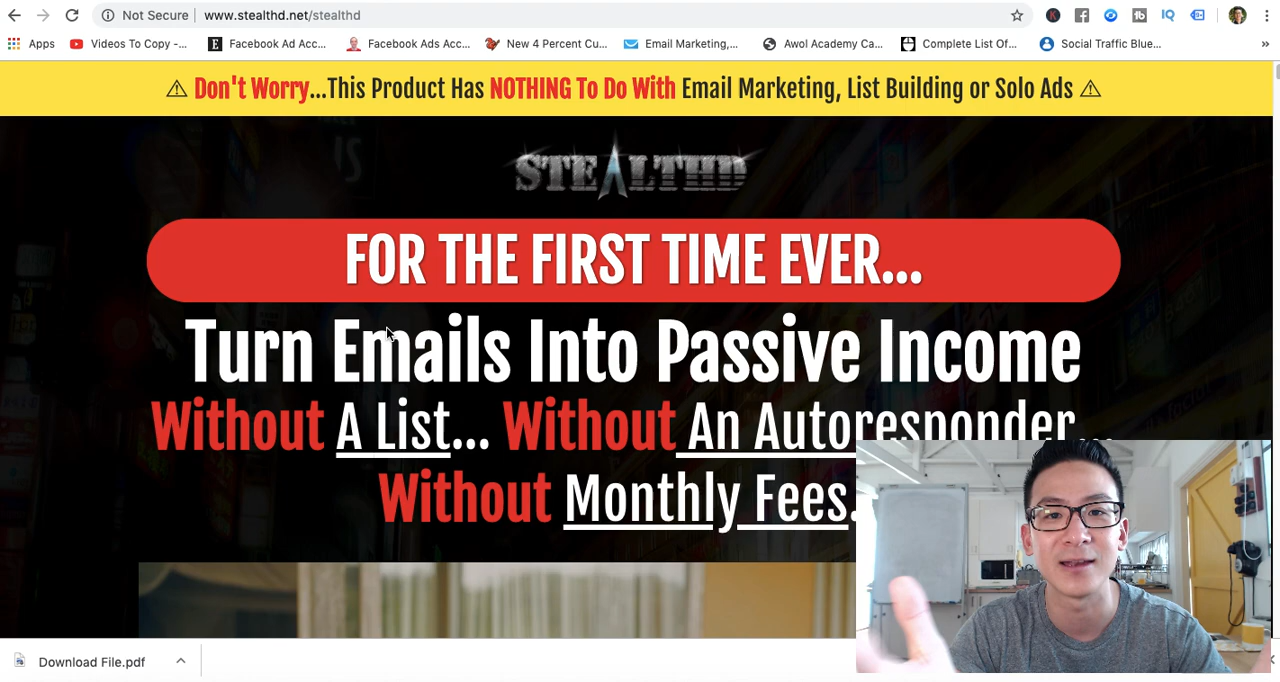 Not Secure
www.stealthd.net/stealthd
Apps
Videos To Copy -...
Facebook Ad Acc...
Facebook Ads Acc...
New 4 Percent Cu...
Email Marketing,...
Awol Academy Ca...
Complete List Of...
Social Traffic Blue...
Don't Worry...This Product Has NOTHING To Do With Email Marketing, List Building or Solo Ads
STEALTHD
FOR THE FIRST TIME EVER...
Turn Emails Into Passive Income
Without A List... Without An Autoresponder...
Without Monthly Fees.
Download File.pdf